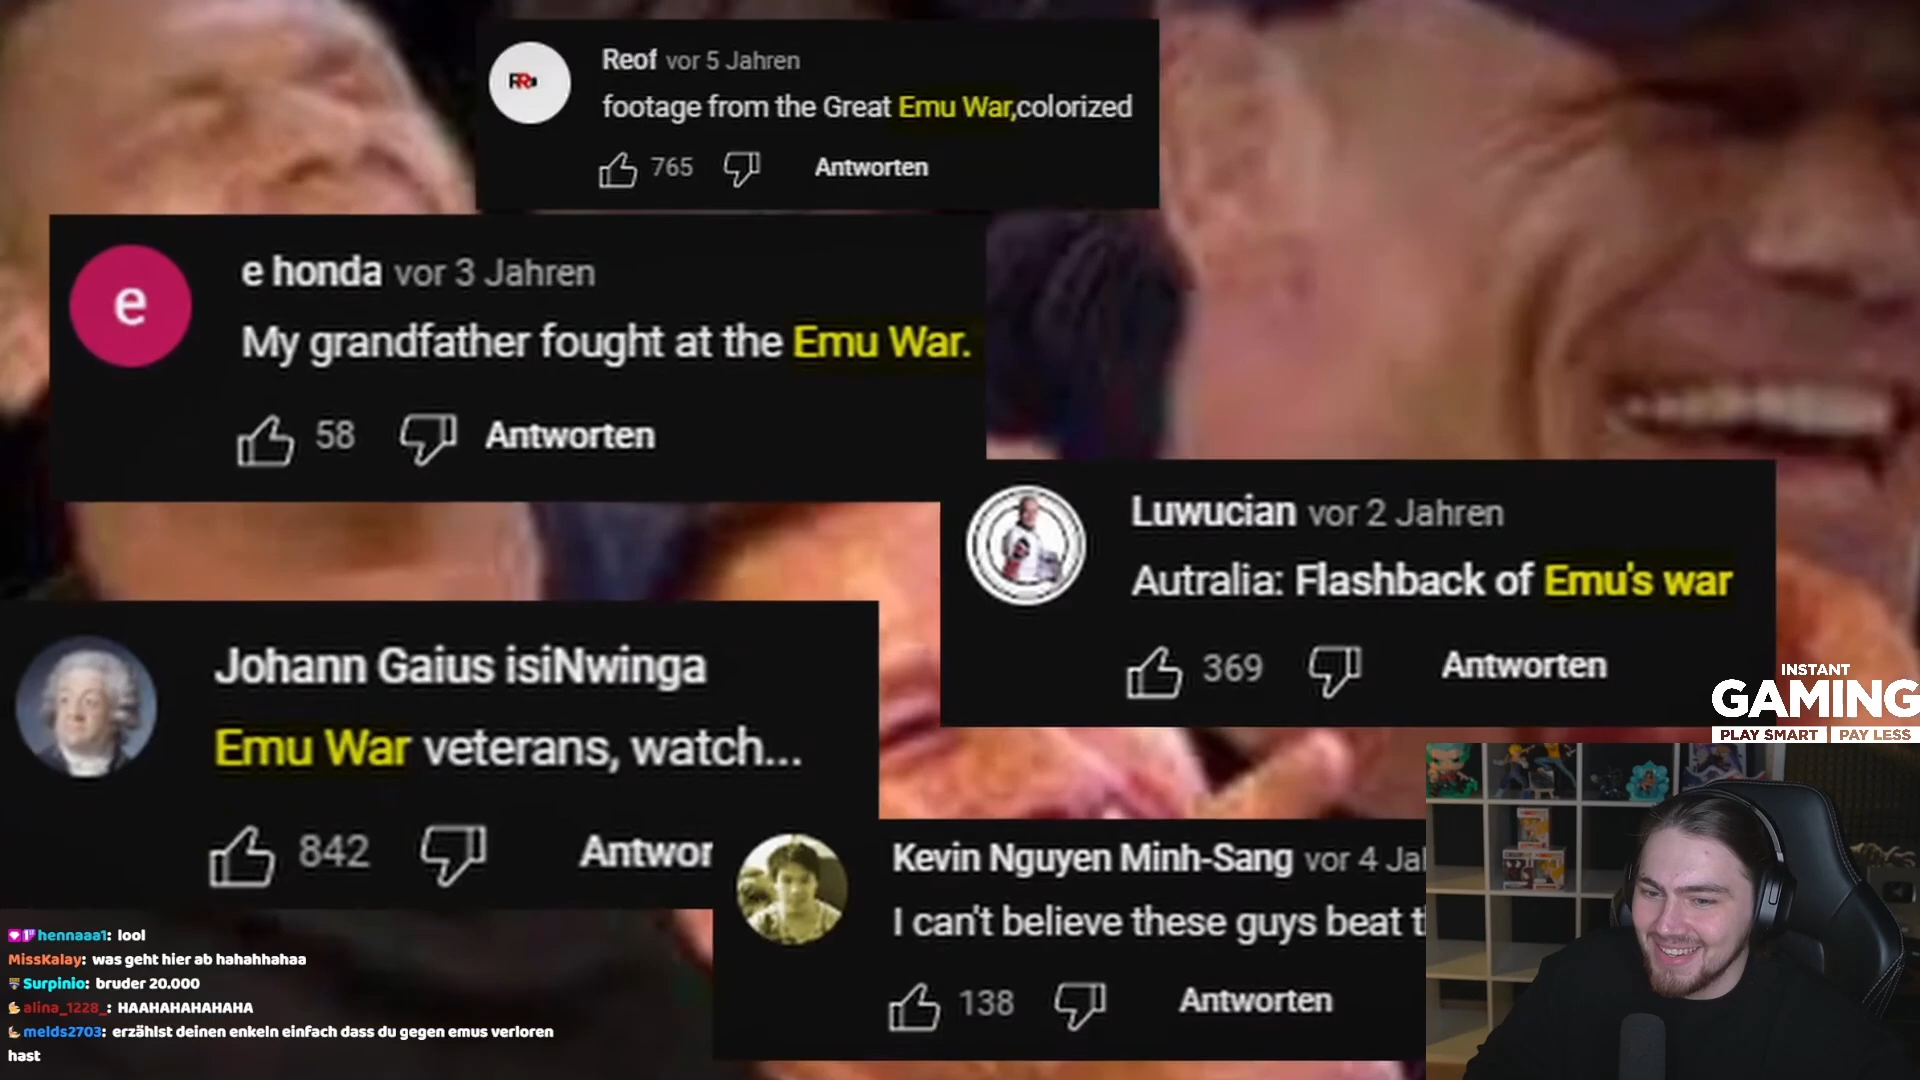 Reof vor 5 Jahren
footage from the Great Emu War,colorized
765 Antworten
e honda vor 3 Jahren
e
My grandfather fought at the Emu War.
58 Antworten
Luwucian vor 2 Jahren
Autralia: Flashback of Emu's war
369 Antworten
Johann Gaius isiNwinga
Emu War veterans, watch...
842 Antwor
Kevin Nguyen Minh-Sang vor 4 Ja
I can't believe these guys beat t
138 Antworten
INSTANT
GAMING
PLAY SMART | PAY LESS
hennaaa1: lool
MissKalay: was geht hier ab hahahhahaa
Surpinio: bruder 20.000
alina_1228_: HAAHAHAHAHAHA
melds2703: erzählst deinen enkeln einfach dass du gegen emus verloren
hast